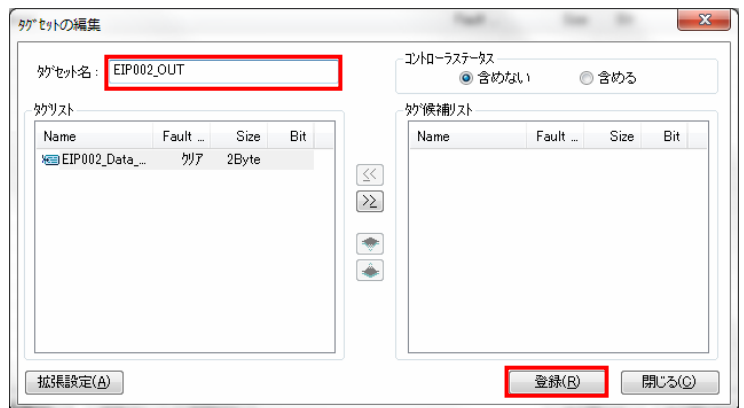 ﾀｸﾞｾｯﾄの編集
ﾀｸﾞｾｯﾄ名： EIP002_OUT
ｺﾝﾄﾛｰﾗｽﾃｰﾀｽ
含めない 含める
ﾀｸﾞﾘｽﾄ
Name Fault ... Size Bit
EIP002_Data_... ｸﾘｱ 2Byte
<<
>>
ﾀｸﾞ候補ﾘｽﾄ
Name Fault ... Size Bit
拡張設定(A)
登録(R) 閉じる(C)